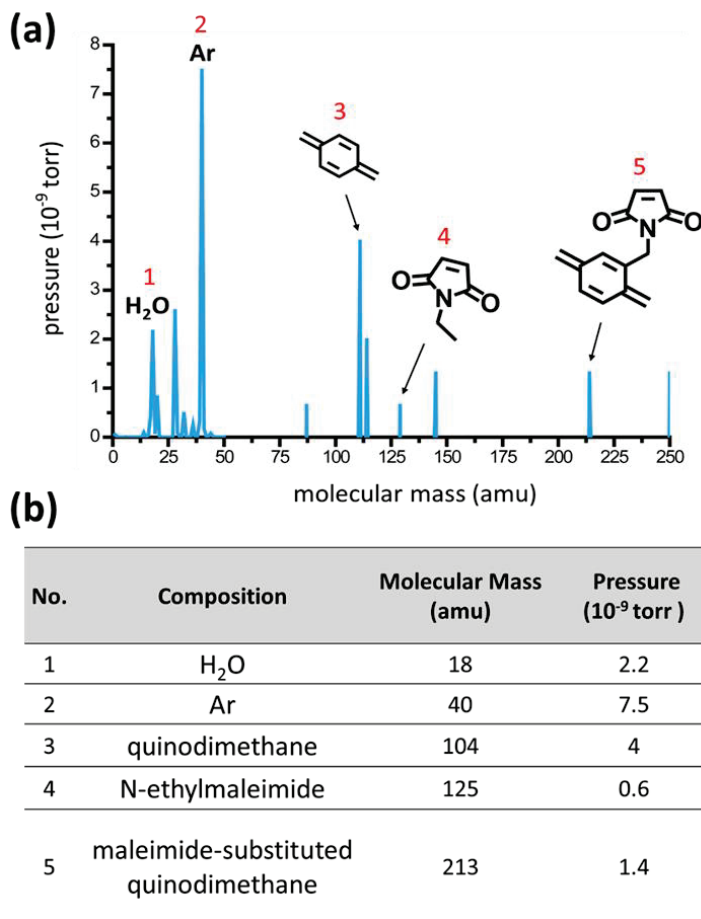 (a)
2
Ar
3
5
4
1
H₂O
O
N
O
O
N
O
8
7
6
5
4
3
2
1
0
pressure (10⁻⁹ torr)
0 25 50 75 100 125 150 175 200 225 250
molecular mass (amu)
(b)
No. Composition Molecular Mass (amu) Pressure (10⁻⁹ torr )
1 H₂O 18 2.2
2 Ar 40 7.5
3 quinodimethane 104 4
4 N-ethylmaleimide 125 0.6
5 maleimide-substituted quinodimethane 213 1.4